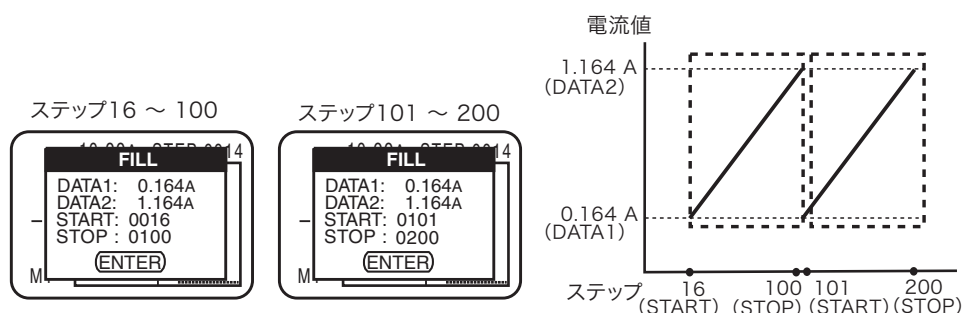 ステップ16 ～ 100
FILL
DATA1: 0.164A
DATA2: 1.164A
START: 0016
STOP : 0100
ENTER
M
ステップ101 ～ 200
4
FILL
DATA1: 0.164A
DATA2: 1.164A
START: 0101
STOP : 0200
ENTER
M
電流値
1.164 A
(DATA2)
0.164 A
(DATA1)
ステップ 16 100 101 200
(START) (STOP) (START) (STOP)